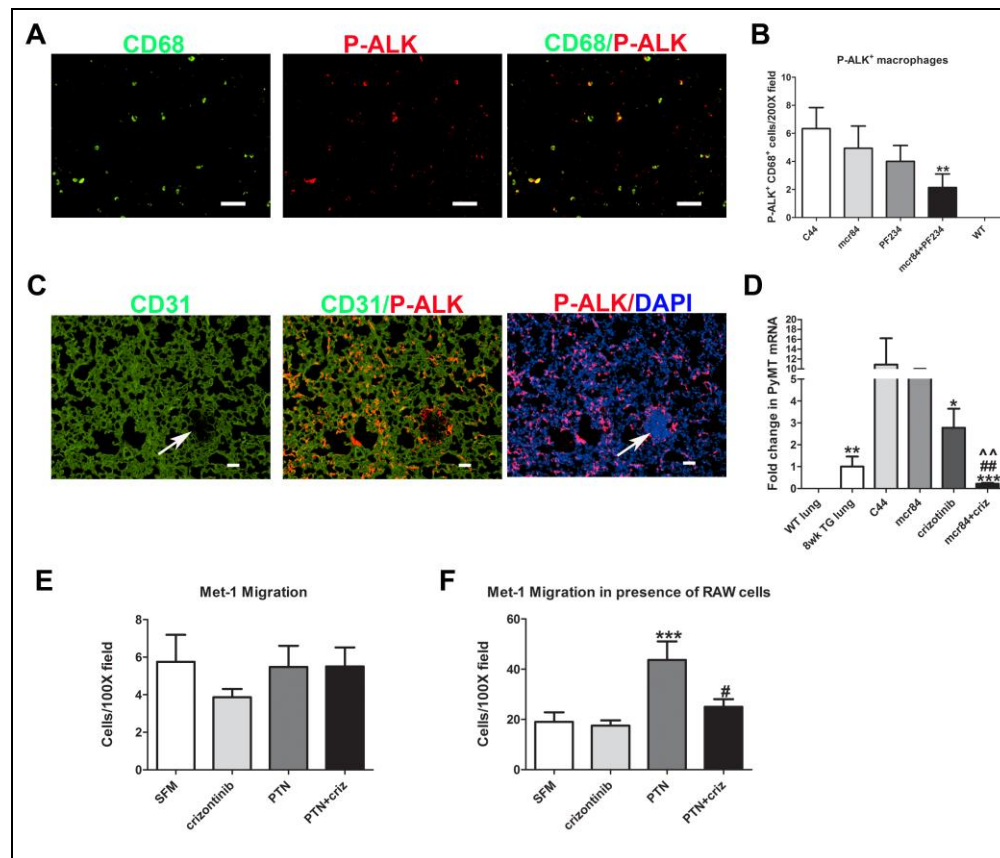 A
CD68
P-ALK
CD68/P-ALK
B
P-ALK+ macrophages
P-ALK+ CD68+ cells/200X field
10
8
6
4
2
0
**
C44
mcr84
PF234
mcr84+PF234
WT
C
CD31
CD31/P-ALK
P-ALK/DAPI
D
Fold change in PyMT mRNA
20
18
16
14
12
10
5
4
3
2
1
0
**
*
^^
##
***
WT lung
8wk TG lung
C44
mcr84
crizotinib
mcr84+criz
E
Met-1 Migration
Cells/100X field
8
6
4
2
0
SFM
crizontinib
PTN
PTN+criz
F
Met-1 Migration in presence of RAW cells
Cells/100X field
60
40
20
0
***
#
SFM
crizontinib
PTN
PTN+criz